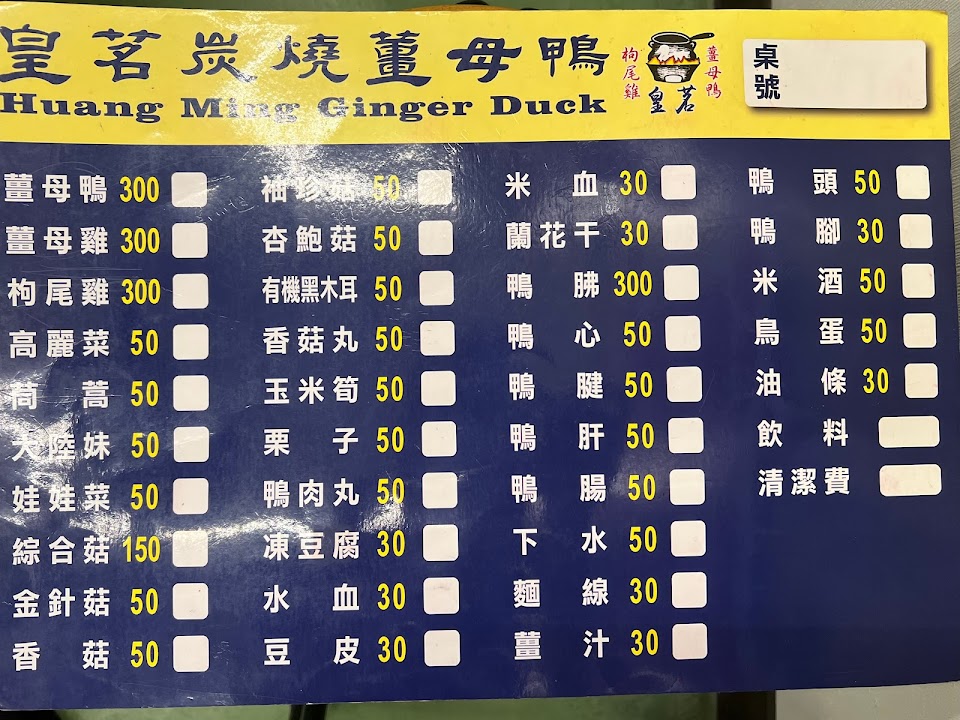 皇茗炭燒薑母鴨
Huang Ming Ginger Duck
枸尾雞
皇茗
薑母鴨
桌號
薑母鴨 300
薑母雞 300
枸尾雞 300
高麗菜 50
茼蒿 50
大陸妹 50
娃娃菜 50
綜合菇 150
金針菇 50
香菇 50
袖珍菇 50
杏鮑菇 50
有機黑木耳 50
香菇丸 50
玉米筍 50
栗子 50
鴨肉丸 50
凍豆腐 30
水血 30
豆皮 30
米血 30
蘭花干 30
鴨胇 300
鴨心 50
鴨腱 50
鴨肝 50
鴨腸 50
下水 50
麵線 30
薑汁 30
鴨頭 50
鴨腳 30
米酒 50
鳥蛋 50
油條 30
飲料
清潔費